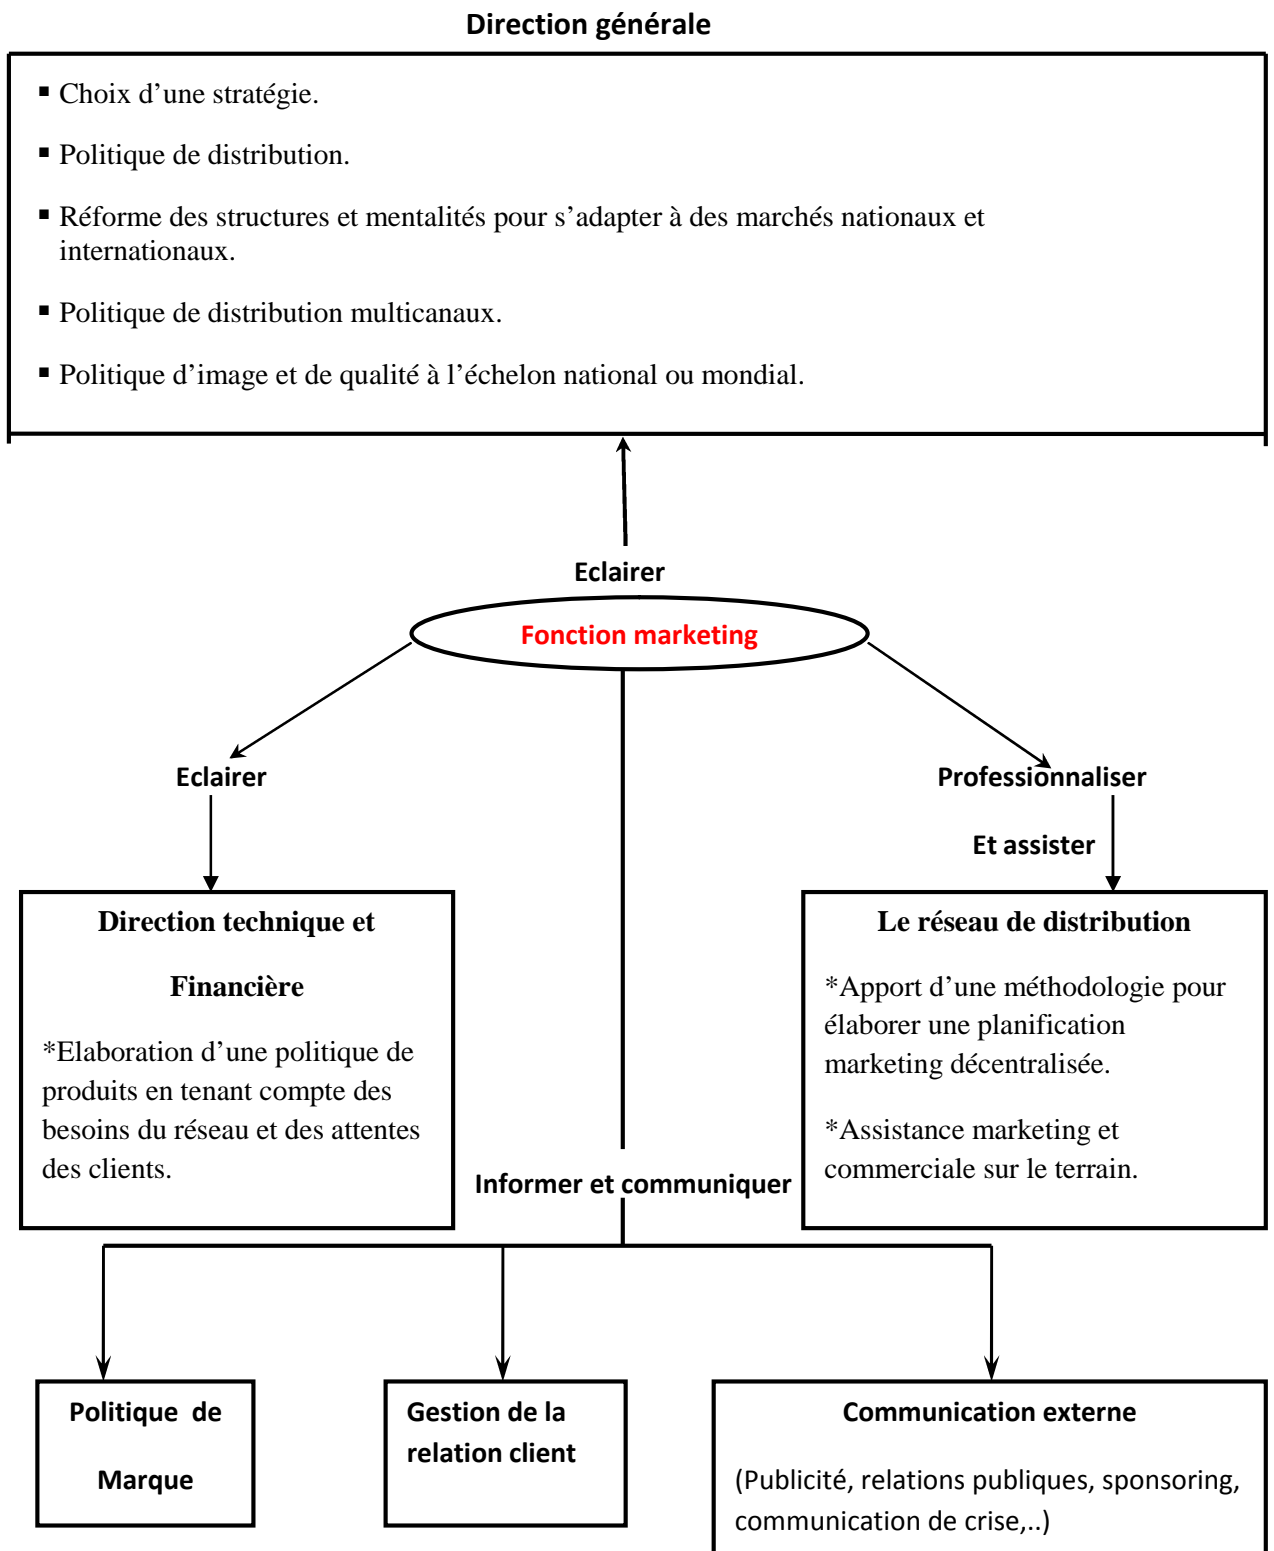 Direction générale
▪ Choix d’une stratégie.
▪ Politique de distribution.
▪ Réforme des structures et mentalités pour s’adapter à des marchés nationaux et
internationaux.
▪ Politique de distribution multicanaux.
▪ Politique d’image et de qualité à l’échelon national ou mondial.
Eclairer
Fonction marketing
Eclairer
Professionnaliser
Et assister
Direction technique et
Financière
*Elaboration d’une politique de
produits en tenant compte des
besoins du réseau et des attentes
des clients.
Le réseau de distribution
*Apport d’une méthodologie pour
élaborer une planification
marketing décentralisée.
*Assistance marketing et
commerciale sur le terrain.
Informer et communiquer
Politique de
Marque
Gestion de la
relation client
Communication externe
(Publicité, relations publiques, sponsoring,
communication de crise,..)